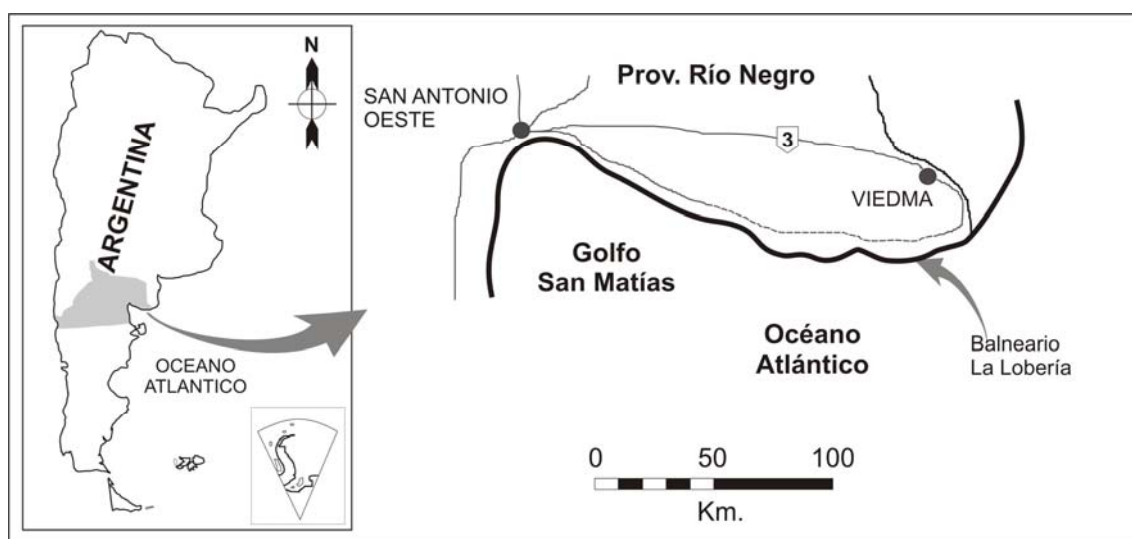 N
ARGENTINA
OCEANO
ATLANTICO
Prov. Río Negro
SAN ANTONIO
OESTE
3
VIEDMA
Golfo
San Matías
Océano
Atlántico
Balneario
La Lobería
0 50 100
Km.